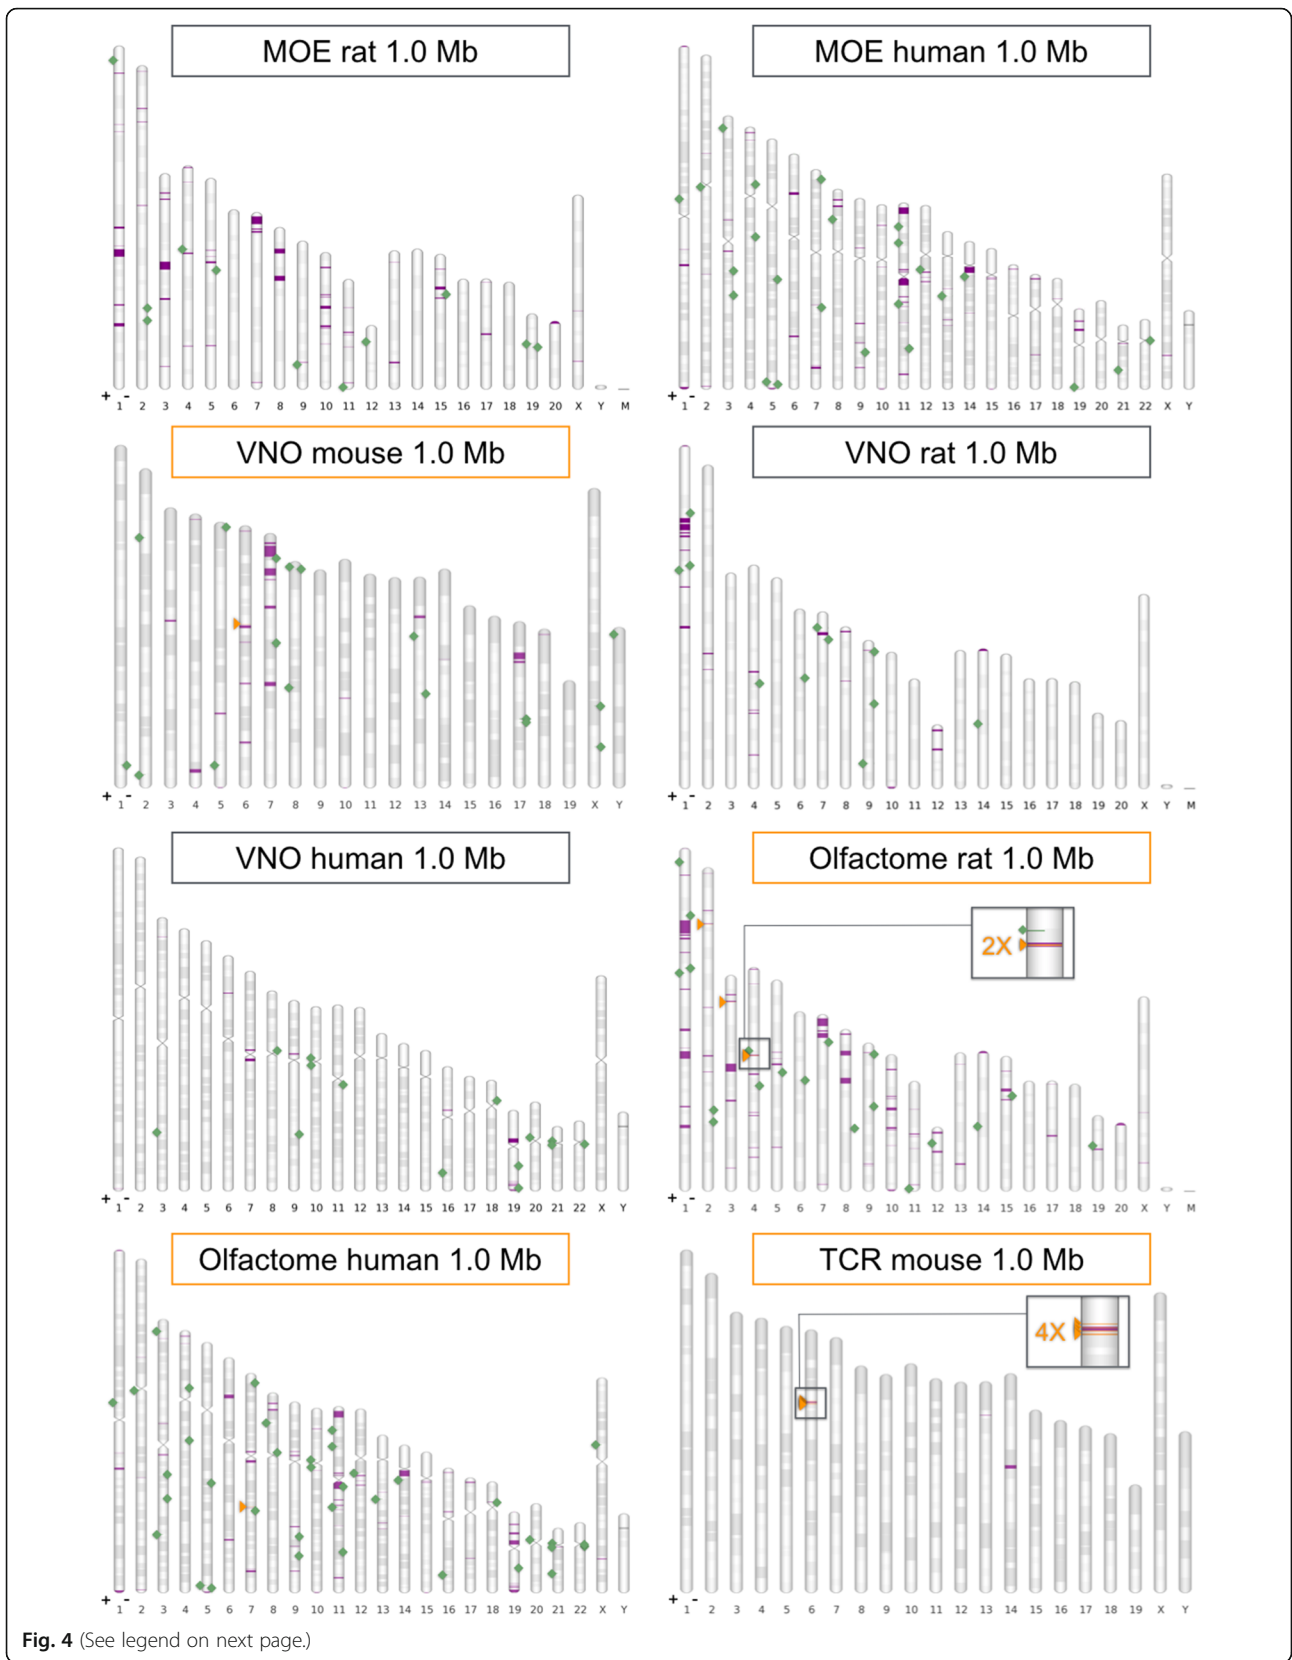 MOE rat 1.0 Mb
MOE human 1.0 Mb
+ - 1 2 3 4 5 6 7 8 9 10 11 12 13 14 15 16 17 18 19 20 X Y M
+ - 1 2 3 4 5 6 7 8 9 10 11 12 13 14 15 16 17 18 19 20 21 22 X Y
VNO mouse 1.0 Mb
VNO rat 1.0 Mb
+ - 1 2 3 4 5 6 7 8 9 10 11 12 13 14 15 16 17 18 19 X Y
+ - 1 2 3 4 5 6 7 8 9 10 11 12 13 14 15 16 17 18 19 20 X Y M
VNO human 1.0 Mb
Olfactome rat 1.0 Mb
2X
+ - 1 2 3 4 5 6 7 8 9 10 11 12 13 14 15 16 17 18 19 20 21 22 X Y
+ - 1 2 3 4 5 6 7 8 9 10 11 12 13 14 15 16 17 18 19 20 X Y M
Olfactome human 1.0 Mb
TCR mouse 1.0 Mb
4X
+ - 1 2 3 4 5 6 7 8 9 10 11 12 13 14 15 16 17 18 19 20 21 22 X Y
+ - 1 2 3 4 5 6 7 8 9 10 11 12 13 14 15 16 17 18 19 X Y
Fig. 4 (See legend on next page.)